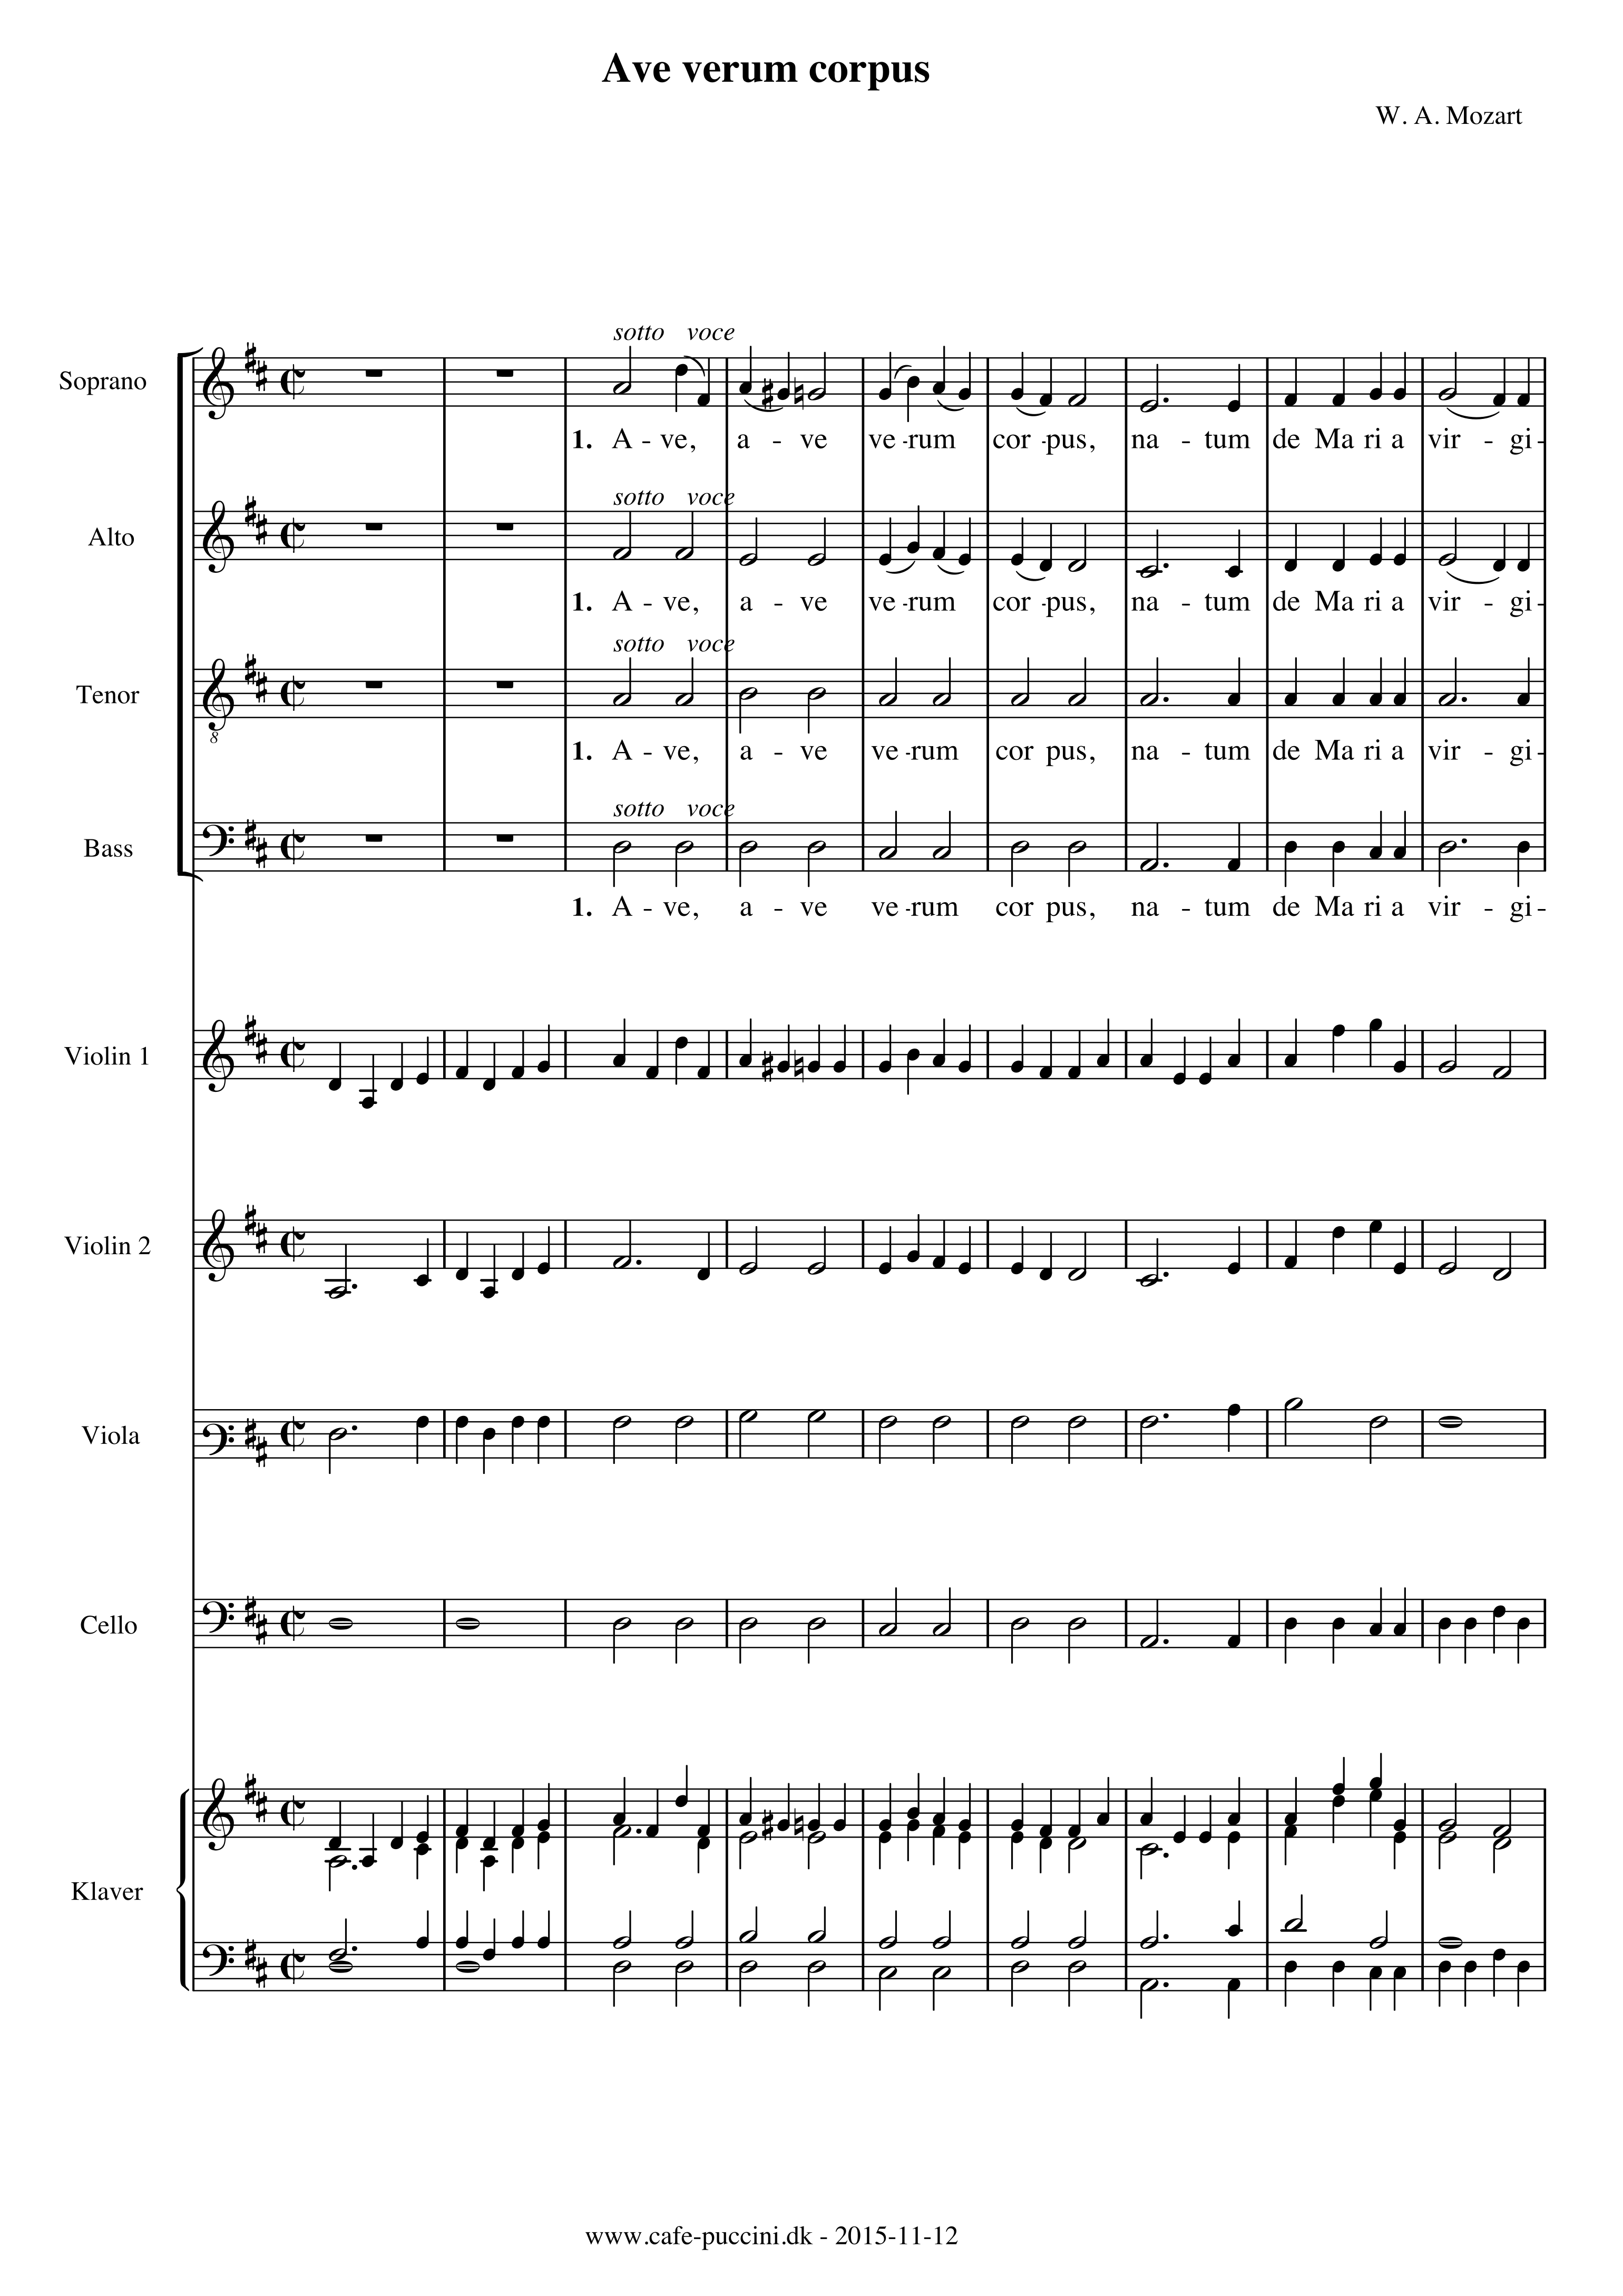 Ave verum corpus
W. A. Mozart
sotto voce
Soprano
1. A - ve, a - ve ve - rum cor - pus, na - tum de Ma ri a vir - gi -
sotto voce
Alto
1. A - ve, a - ve ve - rum cor - pus, na - tum de Ma ri a vir - gi -
sotto voce
Tenor
8
1. A - ve, a - ve ve - rum cor pus, na - tum de Ma ri a vir - gi -
sotto voce
Bass
1. A - ve, a - ve ve - rum cor pus, na - tum de Ma ri a vir - gi -
Violin 1
Violin 2
Viola
Cello
Klaver
www.cafe-puccini.dk - 2015-11-12